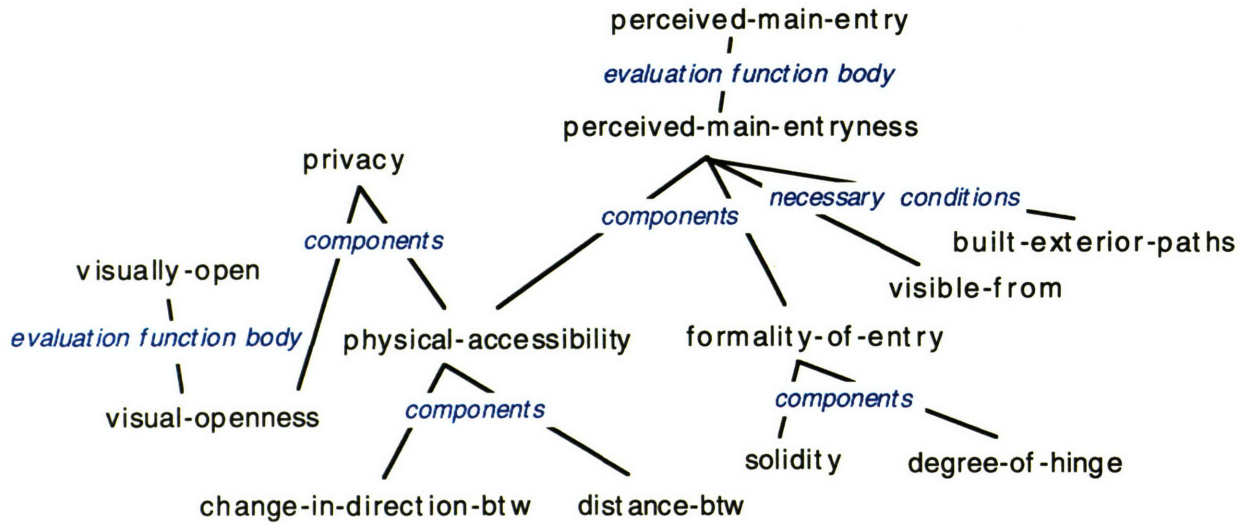 perceived-main-entry
evaluation function body
perceived-main-entryness
privacy
necessary conditions
components
components
built-exterior-paths
visually-open
visible-from
evaluation function body
physical-accessibility
formality-of-entry
components
components
visual-openness
solidity
degree-of-hinge
change-in-direction-btw
distance-btw